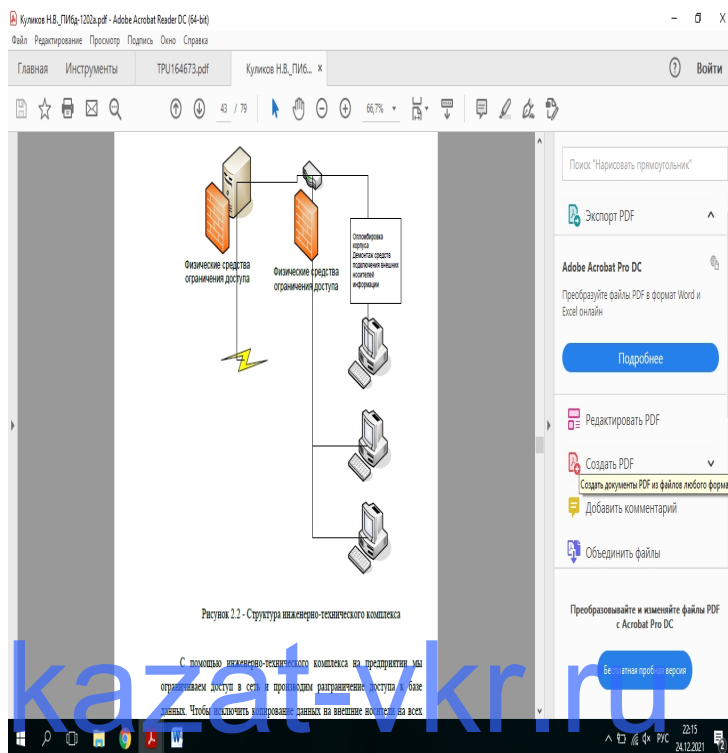 Куликов Н.В._ПИбд-1202а.pdf - Adobe Acrobat Reader DC (64-bit)
Файл Редактирование Просмотр Подпись Окно Справка
Главная Инструменты TPU164673.pdf Куликов Н.В._ПИб... × Войти
43 / 79 66,7%
Поиск "Нарисовать прямоугольник"
Экспорт PDF
Adobe Acrobat Pro DC
Преобразуйте файлы PDF в формат Word и
Excel онлайн
Подробнее
Редактировать PDF
Создать PDF
Создать документы PDF из файлов любого форма
Добавить комментарий
Объединить файлы
Преобразовывайте и изменяйте файлы PDF
с Acrobat Pro DC
Бесплатная пробная версия
Физические средства
ограничения доступа
Физические средства
ограничения доступа
Опломбировка
корпуса
Демонтаж средств
подключения внешних
носителей
информации
Рисунок 2.2 - Структура инженерно-технического комплекса
С помощью инженерно-технического комплекса на предприятии мы
ограничиваем доступ в сеть и производим разграничение доступа к базе
данных. Чтобы исключить копирование данных на внешние носители на всех
kazat-vkr.ru
РУС
22:15
24.12.2021